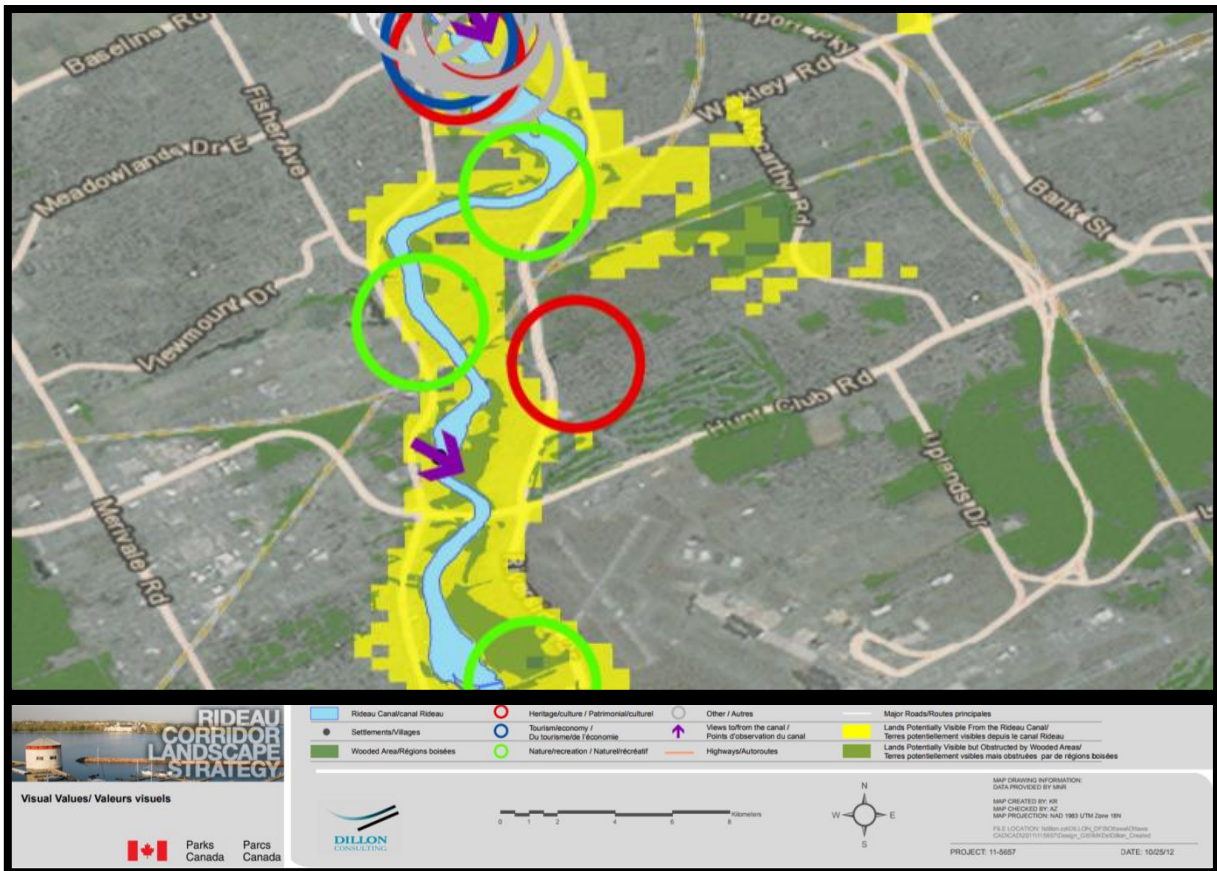 Baseline Rd
Airport Pky
Fisher Ave
Walkley Rd
Meadowlands Dr E
McCarthy Rd
Bank St
Newmount Dr
Hunt Club Rd
Uplands Dr
Merivale Rd
RIDEAU
CORRIDOR
LANDSCAPE
STRATEGY
Visual Values/ Valeurs visuels
Parks
Canada
Parcs
Canada
Rideau Canal/canal Rideau
Settlements/Villages
Wooded Area/Régions boisées
Heritage/culture / Patrimonial/culturel
Tourism/economy /
Du tourisme/de l'économie
Nature/recreation / Naturel/récréatif
Other / Autres
Views to/from the canal /
Points d'observation du canal
Highways/Autoroutes
Major Roads/Routes principales
Lands Potentially Visible From the Rideau Canal/
Terres potentiellement visibles depuis le canal Rideau
Lands Potentially Visible but Obstructed by Wooded Areas/
Terres potentiellement vsibles mais obstruées par de régions boisées
DILLON
CONSULTING
0 1 2 4 6 8
Kilometers
N
W E
S
MAP DRAWING INFORMATION:
DATA PROVIDED BY MNR
MAP CREATED BY: KR
MAP CHECKED BY: AZ
MAP PROJECTION: NAD 1983 UTM Zone 18N
PROJECT: 11-5657
DATE: 10/25/12